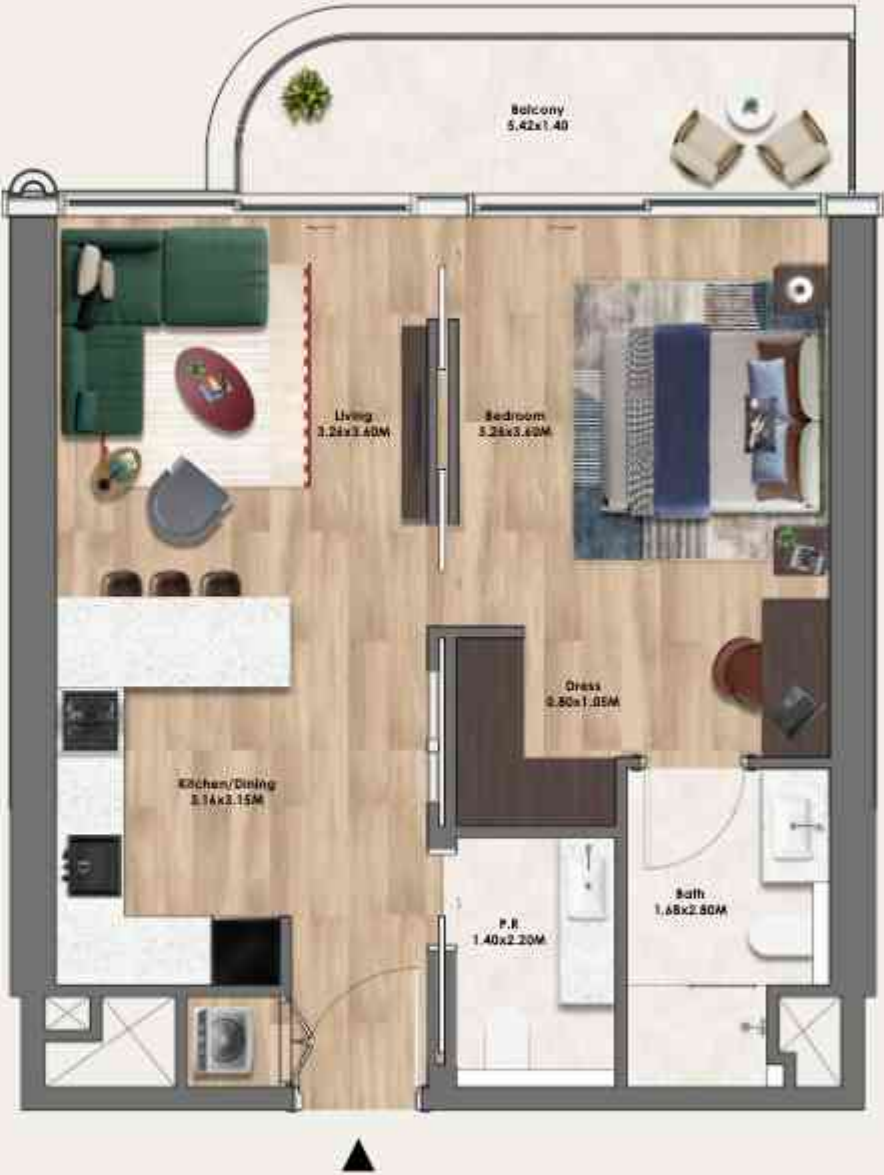 Balcony
5.42x1.40
Living
3.26x3.60M
Bedroom
3.26x3.60M
Dress
0.80x1.05M
Kitchen/Dining
3.16x3.15M
Bath
1.68x2.80M
P.R
1.40x2.20M